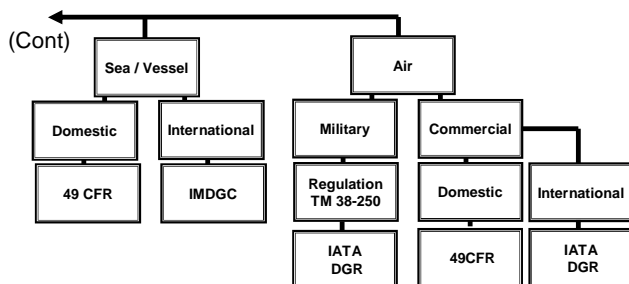 (Cont)
Sea / Vessel
Air
Domestic
International
Military
Commercial
49 CFR
IMDGC
Regulation
TM 38-250
Domestic
International
IATA
DGR
49CFR
IATA
DGR